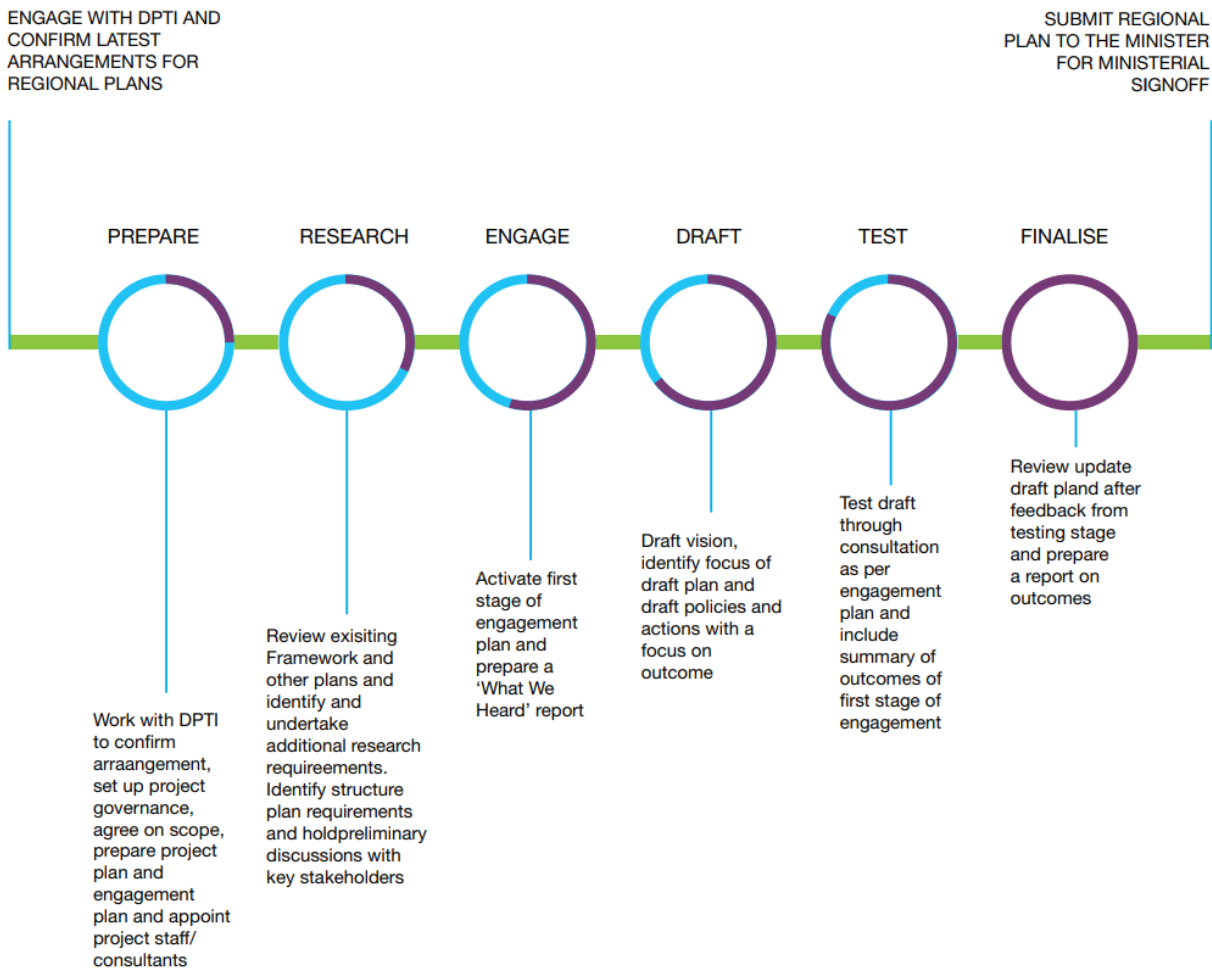 ENGAGE WITH DPTI AND
CONFIRM LATEST
ARRANGEMENTS FOR
REGIONAL PLANS
SUBMIT REGIONAL
PLAN TO THE MINISTER
FOR MINISTERIAL
SIGNOFF
PREPARE
RESEARCH
ENGAGE
DRAFT
TEST
FINALISE
Work with DPTI
to confirm
arraangement,
set up project
governance,
agree on scope,
prepare project
plan and
engagement
plan and appoint
project staff/
consultants
Review exisiting
Framework and
other plans and
identify and
undertake
additional research
requireements.
Identify structure
plan requirements
and holdpreliminary
discussions with
key stakeholders
Activate first
stage of
engagement
plan and
prepare a
‘What We
Heard’ report
Draft vision,
identify focus of
draft plan and
draft policies and
actions with a
focus on
outcome
Test draft
through
consultation
as per
engagement
plan and
include
summary of
outcomes of
first stage of
engagement
Review update
draft pland after
feedback from
testing stage
and prepare
a report on
outcomes